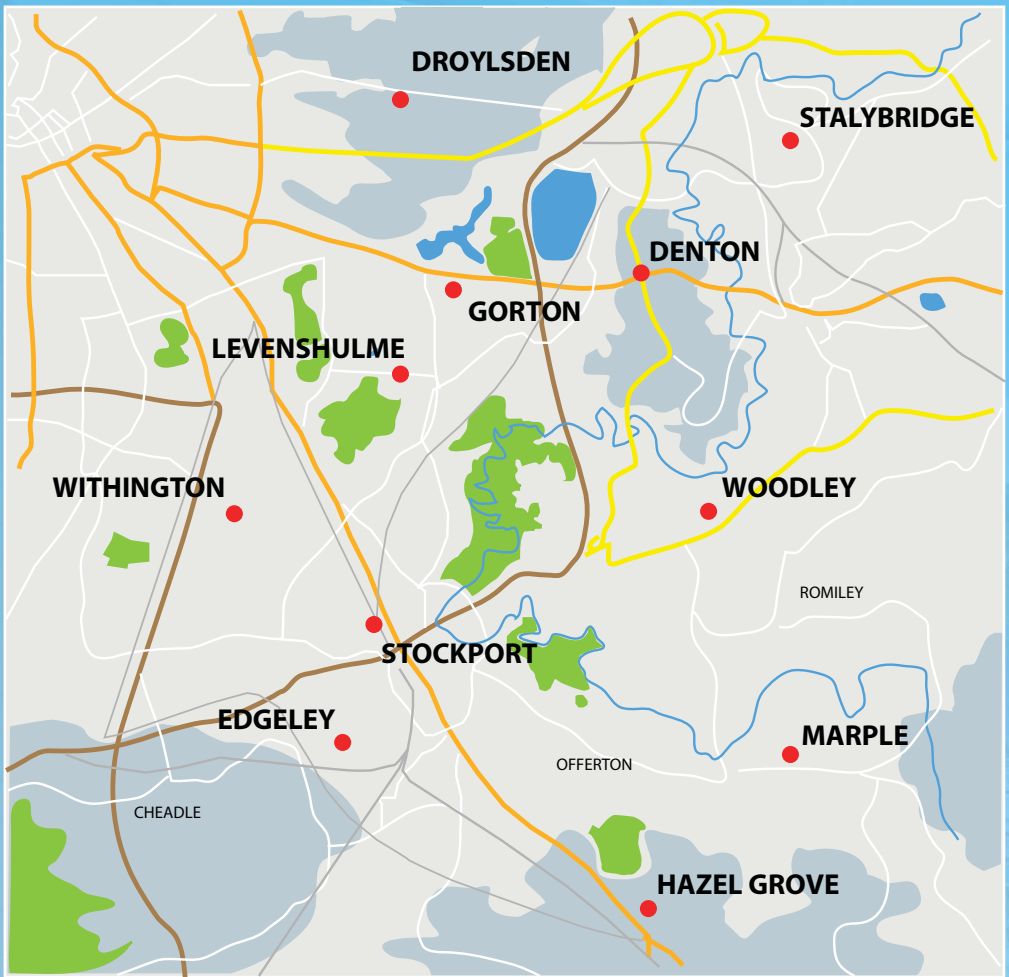 DROYLSDEN
STALYBRIDGE
DENTON
GORTON
LEVENSHULME
WITHINGTON
WOODLEY
ROMILEY
STOCKPORT
EDGELEY
MARPLE
OFFERTON
CHEADLE
HAZEL GROVE